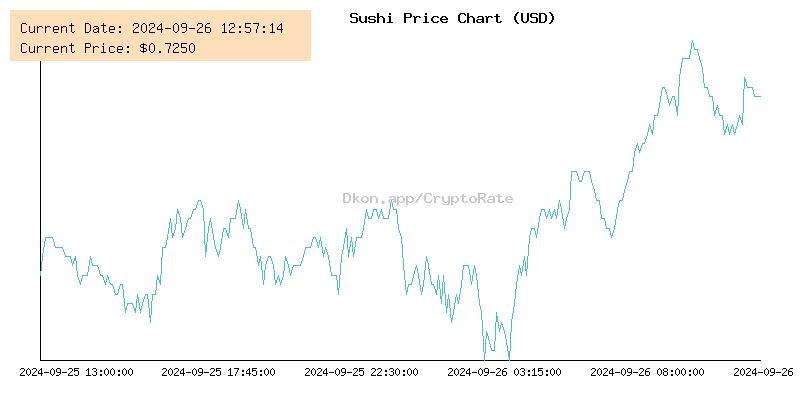 Sushi Price Chart (USD)
Current Date: 2024-09-26 12:57:14
Current Price: $0.7250
Dkon.app/CryptoRate
2024-09-25 13:00:00 2024-09-25 17:45:00 2024-09-25 22:30:00 2024-09-26 03:15:00 2024-09-26 08:00:00 2024-09-26